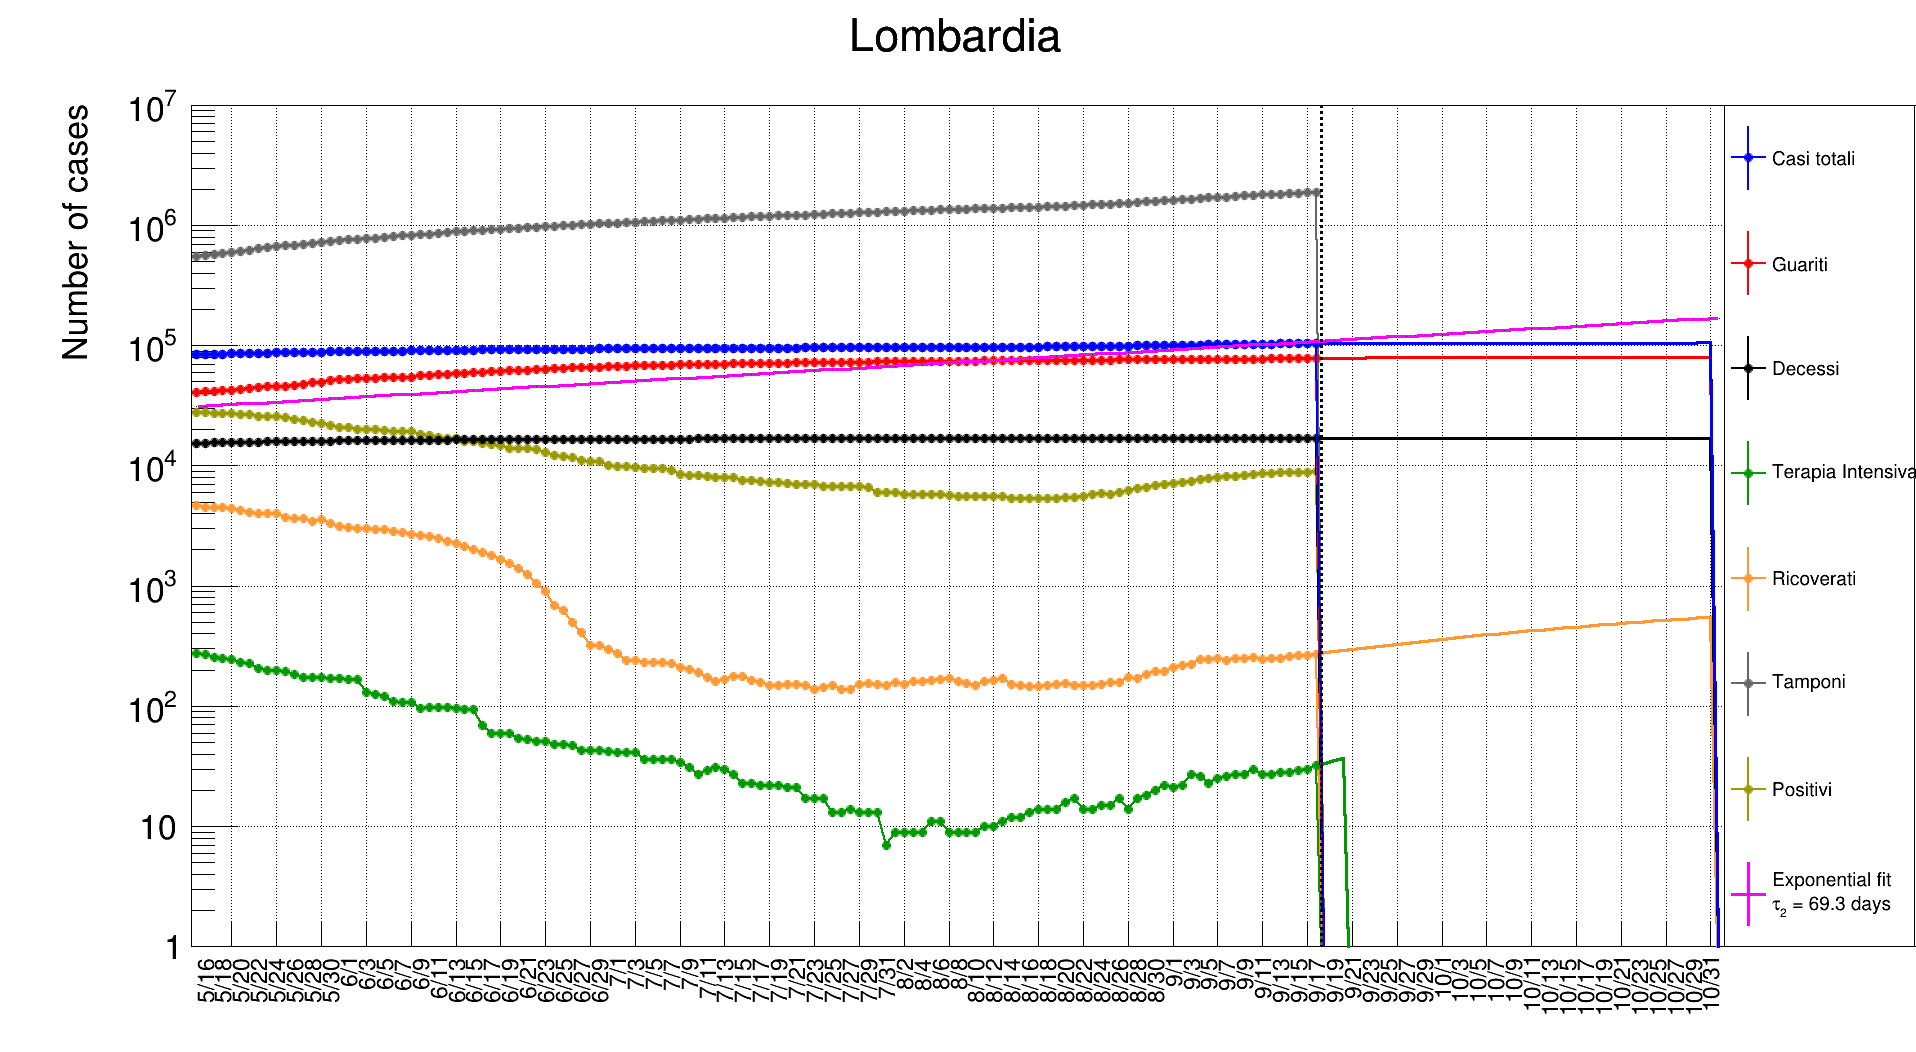 Lombardia
Number of cases
10^7
10^6
10^5
10^4
10^3
10^2
10
1
5/16 5/18 5/20 5/22 5/24 5/26 5/28 5/30 6/1 6/3 6/5 6/7 6/9 6/11 6/13 6/15 6/17 6/19 6/21 6/23 6/25 6/27 6/29 7/1 7/3 7/5 7/7 7/9 7/11 7/13 7/15 7/17 7/19 7/21 7/23 7/25 7/27 7/29 7/31 8/2 8/4 8/6 8/8 8/10 8/12 8/14 8/16 8/18 8/20 8/22 8/24 8/26 8/28 8/30 9/1 9/3 9/5 9/7 9/9 9/11 9/13 9/15 9/17 9/19 9/21 9/23 9/25 9/27 9/29 10/1 10/3 10/5 10/7 10/9 10/11 10/13 10/15 10/17 10/19 10/21 10/23 10/25 10/27 10/29 10/31
Casi totali
Guariti
Decessi
Terapia Intensiva
Ricoverati
Tamponi
Positivi
Exponential fit
τ₂ = 69.3 days